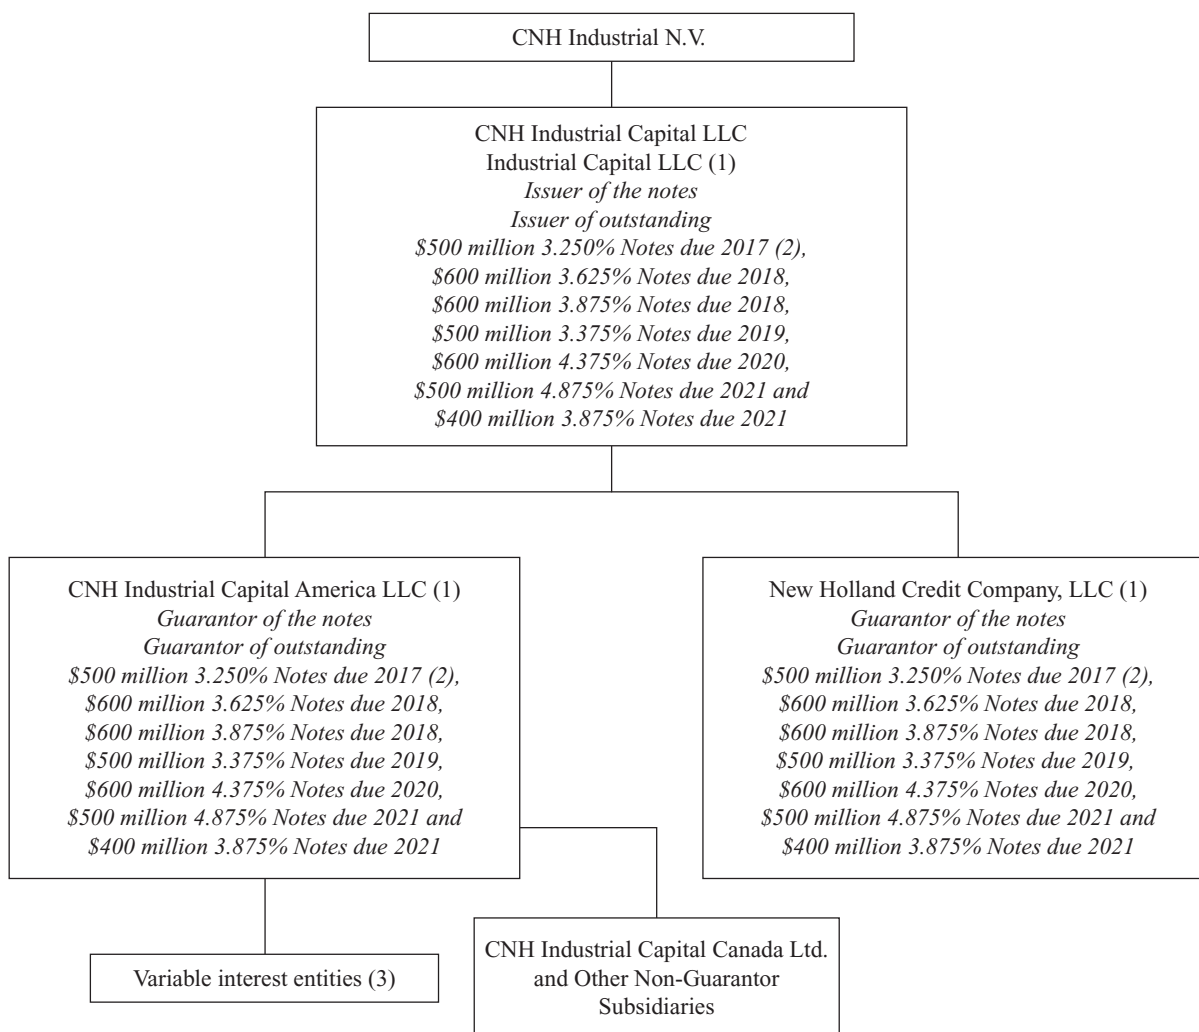 CNH Industrial N.V.
CNH Industrial Capital LLC
Industrial Capital LLC (1)
Issuer of the notes
Issuer of outstanding
$500 million 3.250% Notes due 2017 (2),
$600 million 3.625% Notes due 2018,
$600 million 3.875% Notes due 2018,
$500 million 3.375% Notes due 2019,
$600 million 4.375% Notes due 2020,
$500 million 4.875% Notes due 2021 and
$400 million 3.875% Notes due 2021
CNH Industrial Capital America LLC (1)
Guarantor of the notes
Guarantor of outstanding
$500 million 3.250% Notes due 2017 (2),
$600 million 3.625% Notes due 2018,
$600 million 3.875% Notes due 2018,
$500 million 3.375% Notes due 2019,
$600 million 4.375% Notes due 2020,
$500 million 4.875% Notes due 2021 and
$400 million 3.875% Notes due 2021
New Holland Credit Company, LLC (1)
Guarantor of the notes
Guarantor of outstanding
$500 million 3.250% Notes due 2017 (2),
$600 million 3.625% Notes due 2018,
$600 million 3.875% Notes due 2018,
$500 million 3.375% Notes due 2019,
$600 million 4.375% Notes due 2020,
$500 million 4.875% Notes due 2021 and
$400 million 3.875% Notes due 2021
Variable interest entities (3)
CNH Industrial Capital Canada Ltd.
and Other Non-Guarantor
Subsidiaries